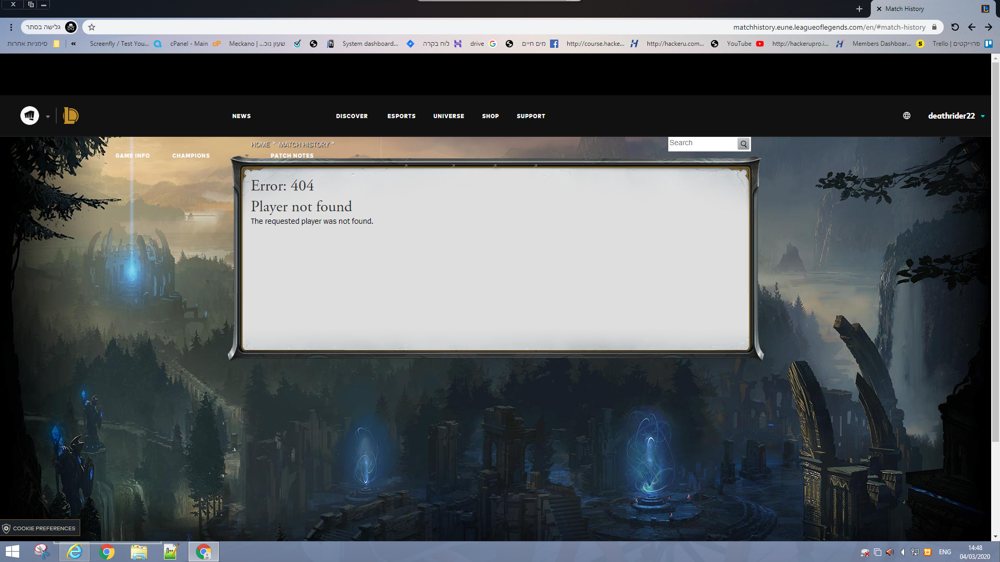 Match History
גלישה בסתר
matchhistory.eune.leagueoflegends.com/en/#match-history
סימניות אחרות
«
Screenfly / Test You...
cPanel - Main
Meckano | שעון נוכ...
System dashboard...
לוח בקרה
drive
מים חיים
http://course.hacke...
http://hackeru.com...
YouTube
http://hackerupro.i...
Members Dashboar...
Trello | פרוייקטים
NEWS
DISCOVER
ESPORTS
UNIVERSE
SHOP
SUPPORT
deathrider22
HOME > MATCH HISTORY >
Search
GAME INFO
CHAMPIONS
PATCH NOTES
Error: 404
Player not found
The requested player was not found.
COOKIE PREFERENCES
ENG
14:48
04/03/2020